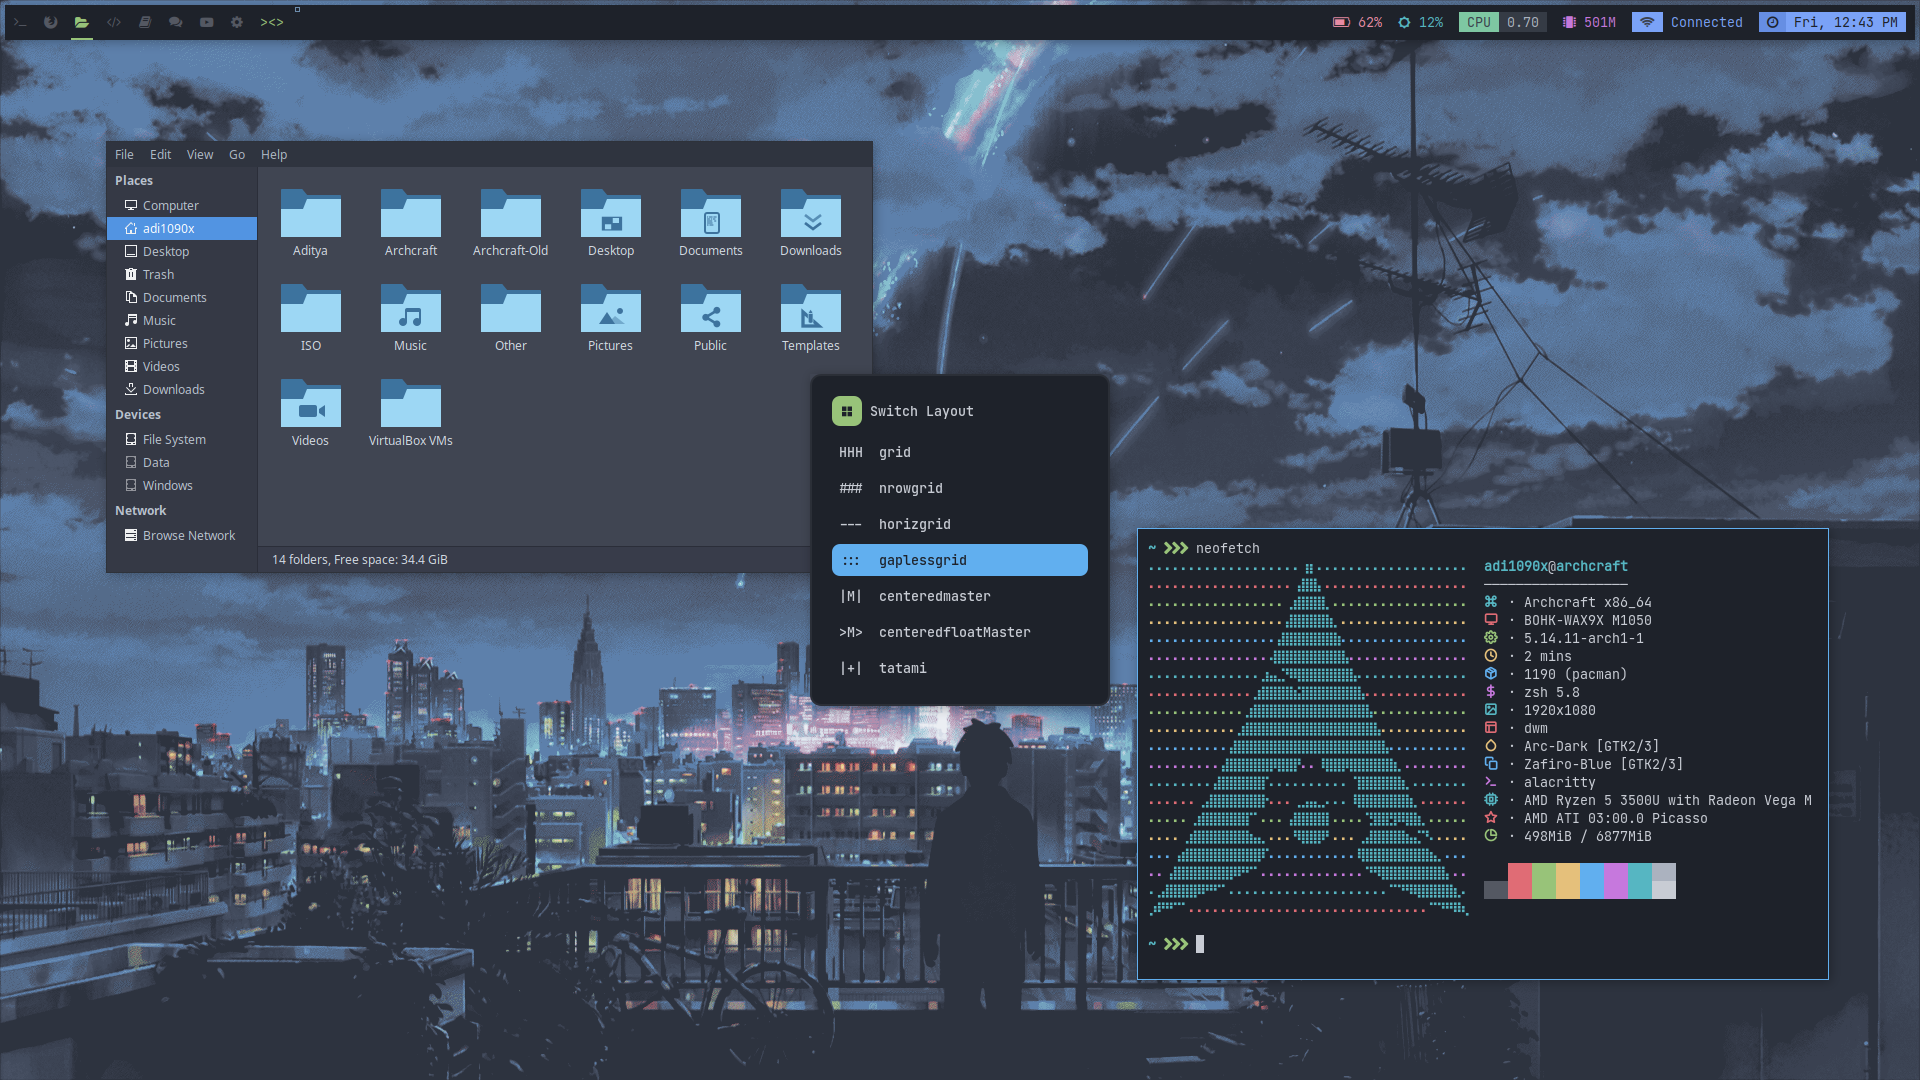 ><>
62%
12%
CPU 0.70
501M
Connected
Fri, 12:43 PM
File Edit View Go Help
Places
Computer
adi1090x
Desktop
Trash
Documents
Music
Pictures
Videos
Downloads
Devices
File System
Data
Windows
Network
Browse Network
Aditya Archcraft Archcraft-Old Desktop Documents Downloads
ISO Music Other Pictures Public Templates
Videos VirtualBox VMs
14 folders, Free space: 34.4 GiB
Switch Layout
HHH grid
### nrowgrid
--- horizgrid
::: gaplessgrid
|M| centeredmaster
>M> centeredfloatMaster
|+| tatami
~ ❯❯❯ neofetch
adi1090x@archcraft
· Archcraft x86_64
· BOHK-WAX9X M1050
· 5.14.11-arch1-1
· 2 mins
· 1190 (pacman)
· zsh 5.8
· 1920x1080
· dwm
· Arc-Dark [GTK2/3]
· Zafiro-Blue [GTK2/3]
· alacritty
· AMD Ryzen 5 3500U with Radeon Vega M
· AMD ATI 03:00.0 Picasso
· 498MiB / 6877MiB
~ ❯❯❯